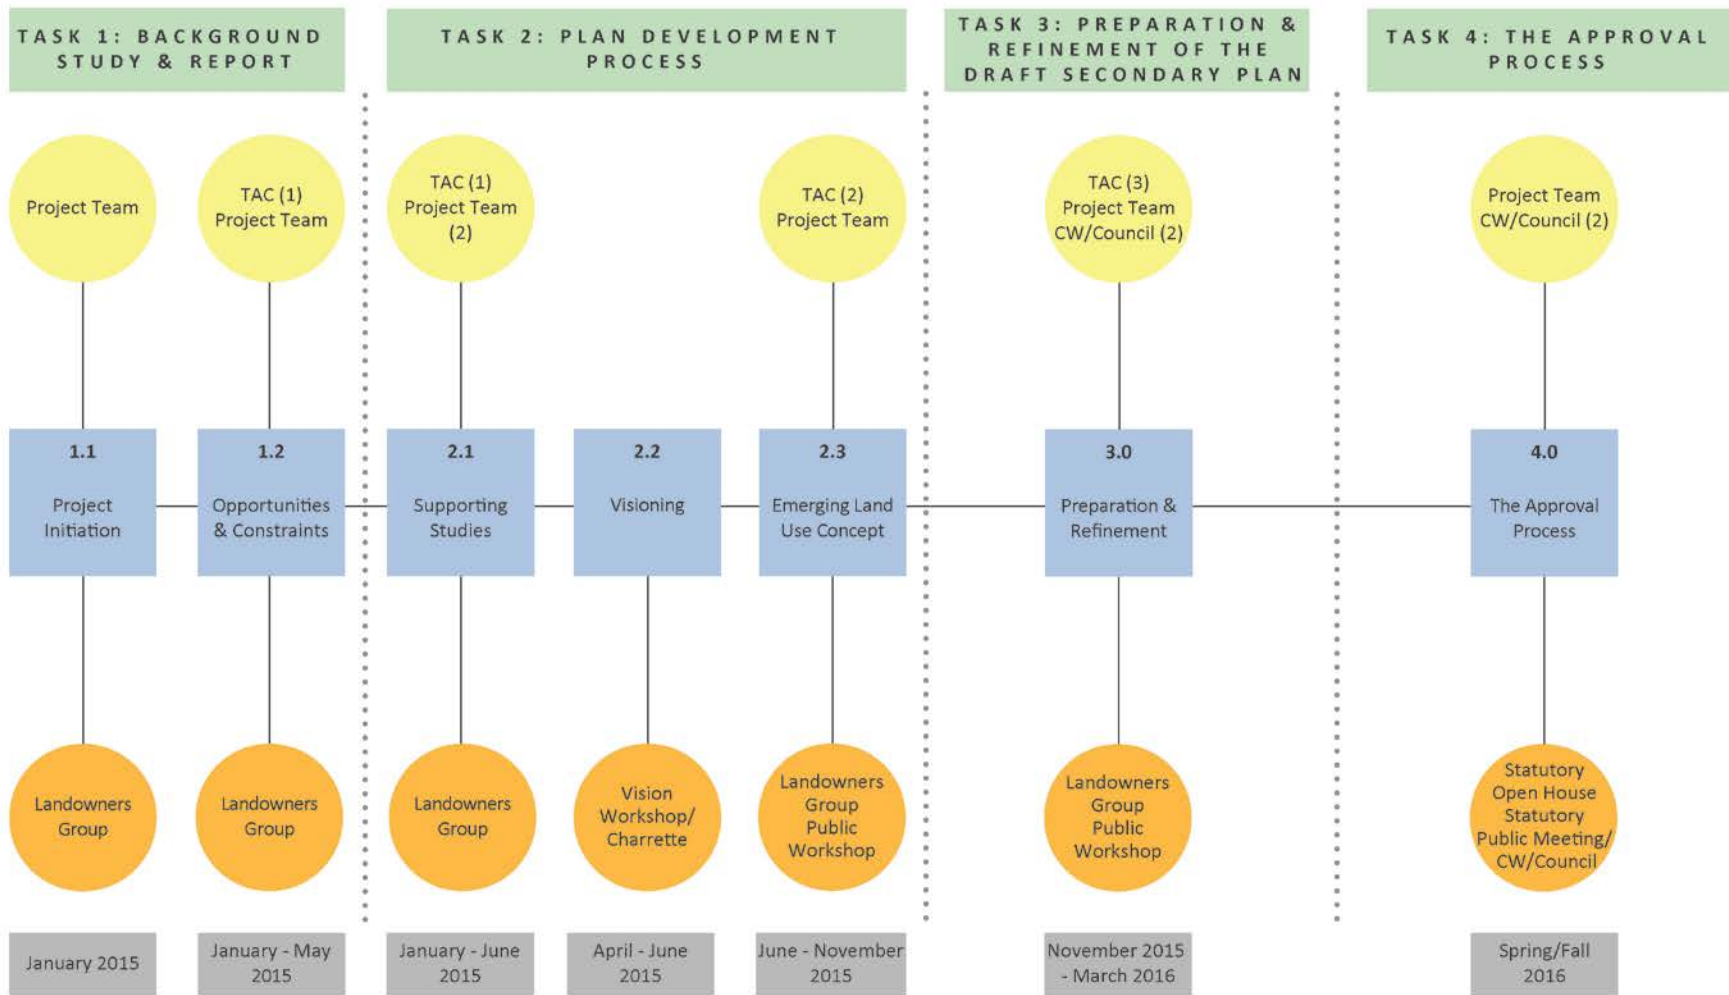 TASK 1: BACKGROUND
STUDY & REPORT
TASK 2: PLAN DEVELOPMENT
PROCESS
TASK 3: PREPARATION &
REFINEMENT OF THE
DRAFT SECONDARY PLAN
TASK 4: THE APPROVAL
PROCESS
Project Team
TAC (1)
Project Team
TAC (1)
Project Team
(2)
TAC (2)
Project Team
TAC (3)
Project Team
CW/Council (2)
Project Team
CW/Council (2)
1.1
Project
Initiation
1.2
Opportunities
& Constraints
2.1
Supporting
Studies
2.2
Visioning
2.3
Emerging Land
Use Concept
3.0
Preparation &
Refinement
4.0
The Approval
Process
Landowners
Group
Landowners
Group
Landowners
Group
Vision
Workshop/
Charrette
Landowners
Group
Public
Workshop
Landowners
Group
Public
Workshop
Statutory
Open House
Statutory
Public Meeting/
CW/Council
January 2015
January - May
2015
January - June
2015
April - June
2015
June - November
2015
November 2015
- March 2016
Spring/Fall
2016